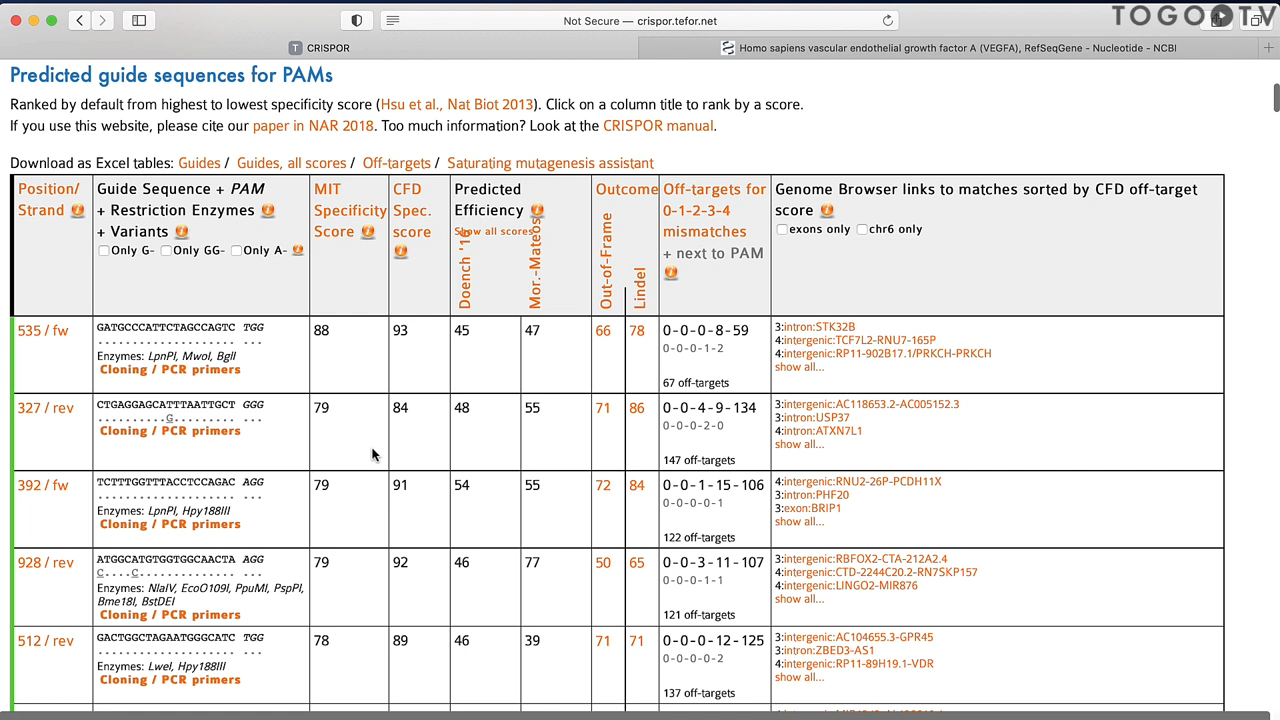 TOGO TV
Not Secure — crispor.tefor.net
T CRISPOR
Homo sapiens vascular endothelial growth factor A (VEGFA), RefSeqGene - Nucleotide - NCBI
Predicted guide sequences for PAMs
Ranked by default from highest to lowest specificity score (Hsu et al., Nat Biot 2013). Click on a column title to rank by a score.
If you use this website, please cite our paper in NAR 2018. Too much information? Look at the CRISPOR manual.
Download as Excel tables: Guides / Guides, all scores / Off-targets / Saturating mutagenesis assistant
Position/
Strand
Guide Sequence + PAM
+ Restriction Enzymes
+ Variants
Only G- Only GG- Only A-
MIT
Specificity
Score
CFD
Spec.
score
Predicted
Efficiency
Show all scores
Doench '16
Mor.-Mateos
Outcome
Out-of-Frame
Lindel
Off-targets for
0-1-2-3-4
mismatches
+ next to PAM
Genome Browser links to matches sorted by CFD off-target
score
exons only chr6 only
535 / fw
GATGCCCATTCTAGCCAGTC TGG
. . . . . . . . . . . . . . . . . . . . . . .
Enzymes: LpnPI, MwoI, BglI
Cloning / PCR primers
88
93
45
47
66
78
0-0-0-8-59
0-0-0-1-2
67 off-targets
3:intron:STK32B
4:intergenic:TCF7L2-RNU7-165P
4:intergenic:RP11-902B17.1/PRKCH-PRKCH
show all...
327 / rev
CTGAGGAGCATTTAATTGCT GGG
. . . . . . . . . . G . . . . . . . . . . . .
Cloning / PCR primers
79
84
48
55
71
86
0-0-4-9-134
0-0-0-2-0
147 off-targets
3:intergenic:AC118653.2-AC005152.3
3:intron:USP37
4:intron:ATXN7L1
show all...
392 / fw
TCTTTGGTTTACCTCCAGAC AGG
. . . . . . . . . . . . . . . . . . . . . . .
Enzymes: LpnPI, Hpy188III
Cloning / PCR primers
79
91
54
55
72
84
0-0-1-15-106
0-0-0-0-1
122 off-targets
4:intergenic:RNU2-26P-PCDH11X
3:intron:PHF20
3:exon:BRIP1
show all...
928 / rev
ATGGCATGTGGTGGCAACTA AGG
C . . . . C . . . . . . . . . . . . . . . . .
Enzymes: NlaIV, EcoO109I, PpuMI, PspPI,
Bme18I, BstDEI
Cloning / PCR primers
79
92
46
77
50
65
0-0-3-11-107
0-0-0-1-1
121 off-targets
4:intergenic:RBFOX2-CTA-212A2.4
4:intergenic:CTD-2244C20.2-RN7SKP157
4:intergenic:LINGO2-MIR876
show all...
512 / rev
GACTGGCTAGAATGGGCATC TGG
. . . . . . . . . . . . . . . . . . . . . . .
Enzymes: LweI, Hpy188III
Cloning / PCR primers
78
89
46
39
71
71
0-0-0-12-125
0-0-0-0-2
137 off-targets
3:intergenic:AC104655.3-GPR45
3:intron:ZBED3-AS1
4:intergenic:RP11-89H19.1-VDR
show all...